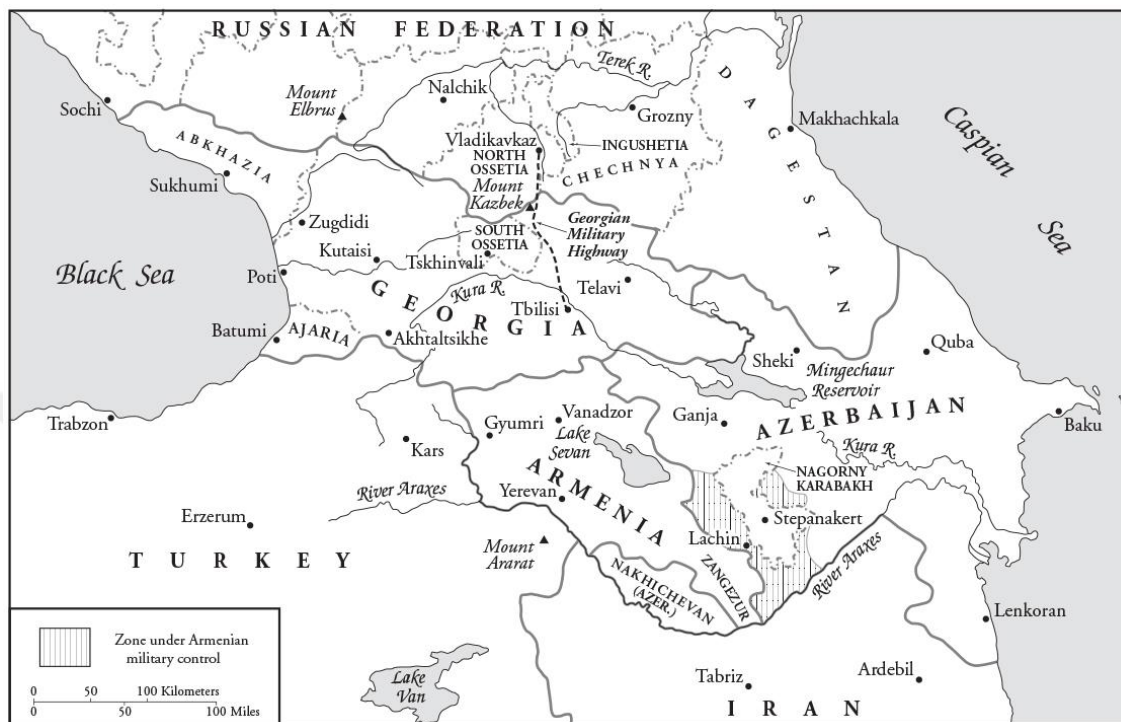 RUSSIAN FEDERATION
Terek R.
Nalchik
Mount
Elbrus
Sochi
Grozny
Makhachkala
DAGESTAN
Caspian
Sea
ABKHAZIA
Vladikavkaz
INGUSHETIA
NORTH
OSSETIA
CHECHNYA
Sukhumi
Mount
Kazbek
Zugdidi
Georgian
Military
Highway
SOUTH
OSSETIA
Kutaisi
Tskhinvali
Black Sea
Poti
Telavi
GEORGIA
Kura R.
Tbilisi
Batumi
AJARIA
Akhtaltsikhe
Sheki
Quba
Mingechaur
Reservoir
Trabzon
Vanadzor
Ganja
AZERBAIJAN
Baku
Gyumri
Kars
Lake
Sevan
Kura R.
ARMENIA
NAGORNY
KARABAKH
River Araxes
Yerevan
Erzerum
Stepanakert
Lachin
TURKEY
Mount
Ararat
ZANGEZUR
River Araxes
NAKHICHEVAN
(AZER.)
Lenkoran
Zone under Armenian
military control
0 50 100 Kilometers
0 50 100 Miles
Lake
Van
Tabriz
Ardebil
IRAN